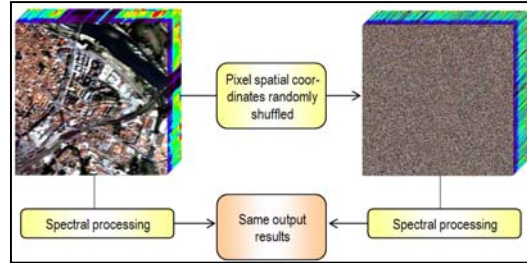 Pixel spatial coor-
dinates randomly
shuffled
Spectral processing
Same output
results
Spectral processing